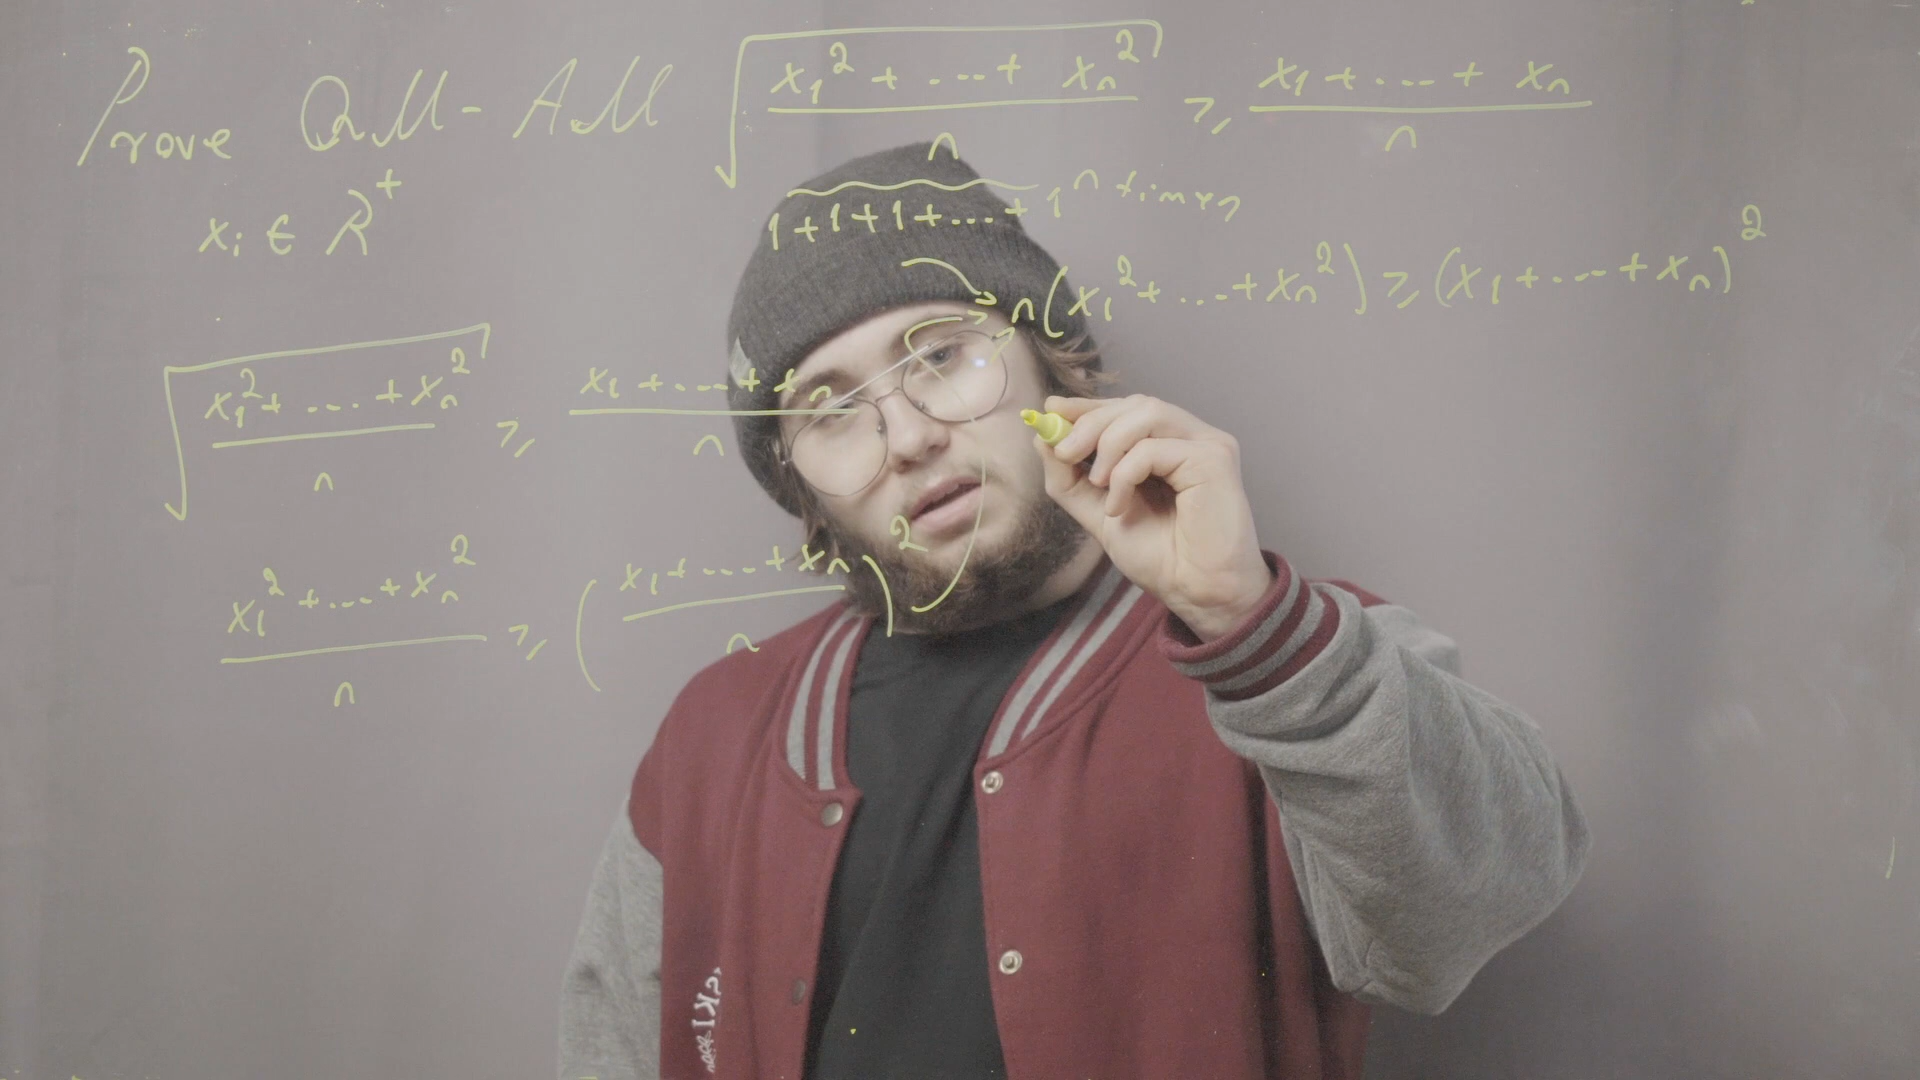 Prove QM-AM √((x₁² + ... + xₙ²)/n) ≥ (x₁ + ... + xₙ)/n
xᵢ ∈ R⁺
1+1+1+...+1 n times
n(x₁² + ... + xₙ²) ≥ (x₁ + ... + xₙ)²
√((x₁² + ... + xₙ²)/n) ≥ (x₁ + ... + xₙ)/n
(x₁² + ... + xₙ²)/n ≥ ((x₁ + ... + xₙ)/n)²